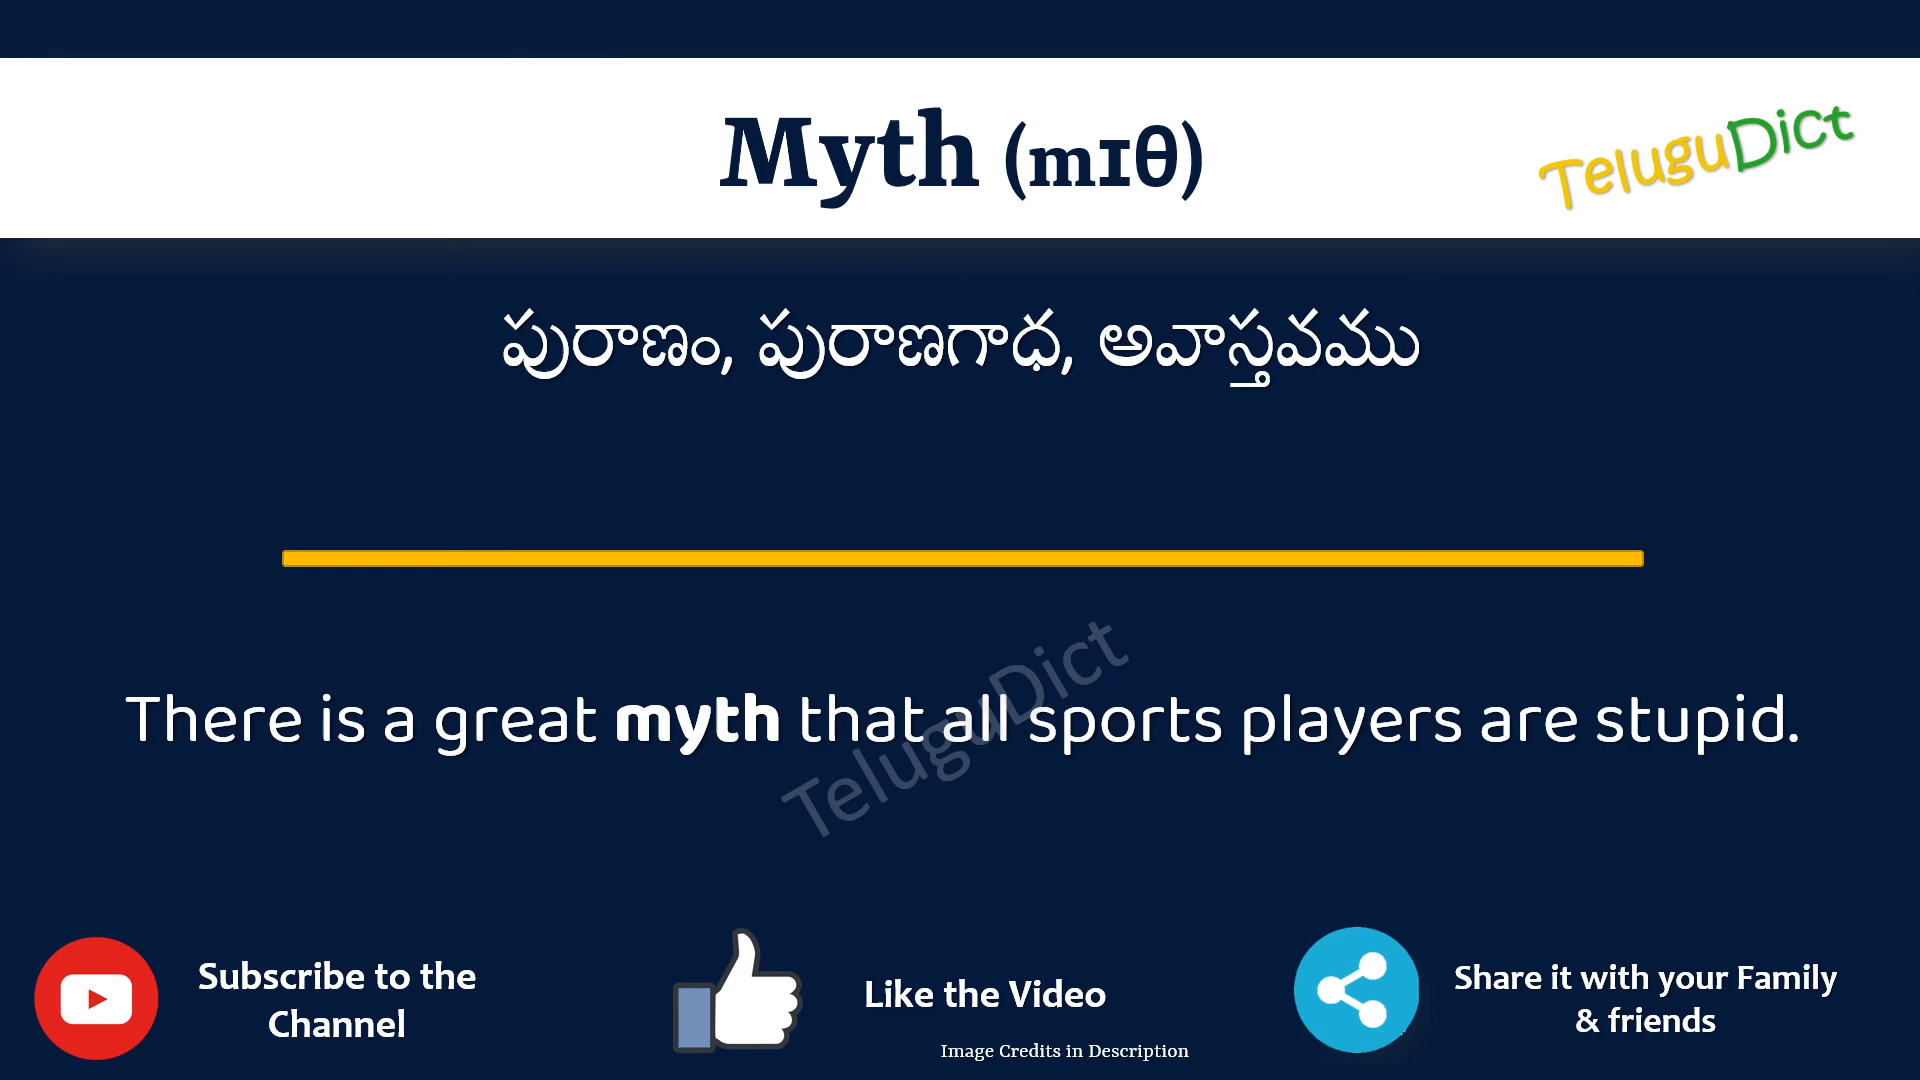 Myth (mɪθ)
TeluguDict
పురాణం, పురాణగాధ, అవాస్తవము
There is a great myth that all sports players are stupid.
TeluguDict
Subscribe to the
Channel
Like the Video
Share it with your Family
& friends
Image Credits in Description